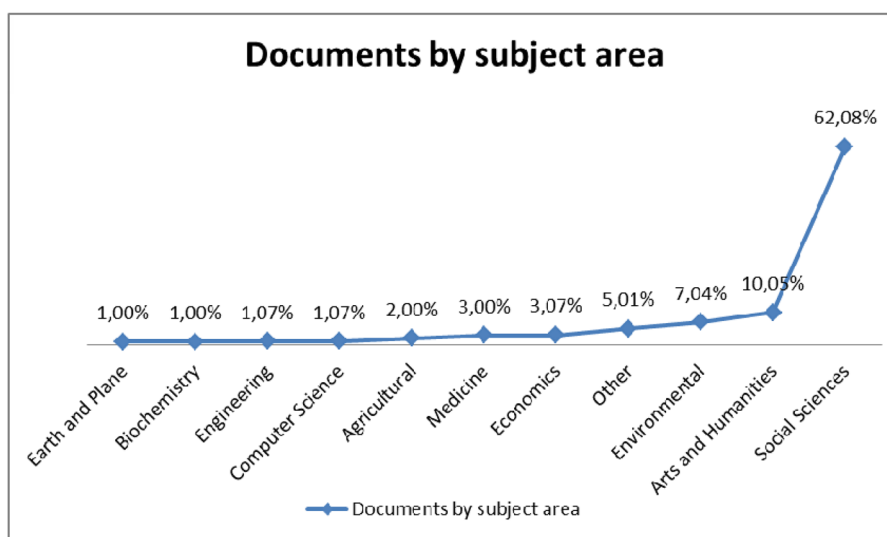 Documents by subject area
62,08%
1,00% 1,00% 1,07% 1,07% 2,00% 3,00% 3,07% 5,01% 7,04% 10,05%
Earth and Plane
Biochemistry
Engineering
Computer Science
Agricultural
Medicine
Economics
Other
Environmental
Arts and Humanities
Social Sciences
Documents by subject area